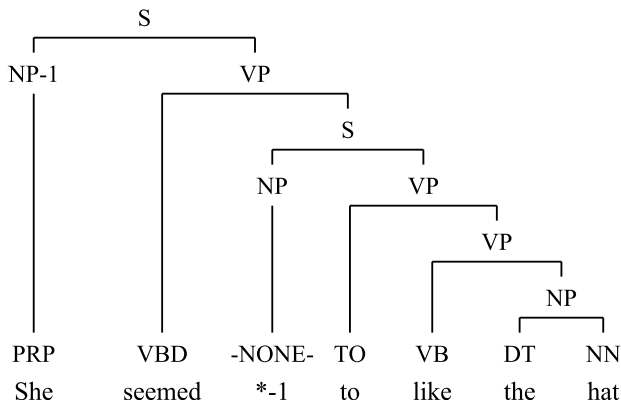 S
NP-1 VP
S
NP VP
VP
NP
PRP VBD -NONE- TO VB DT NN
She seemed *-1 to like the hat